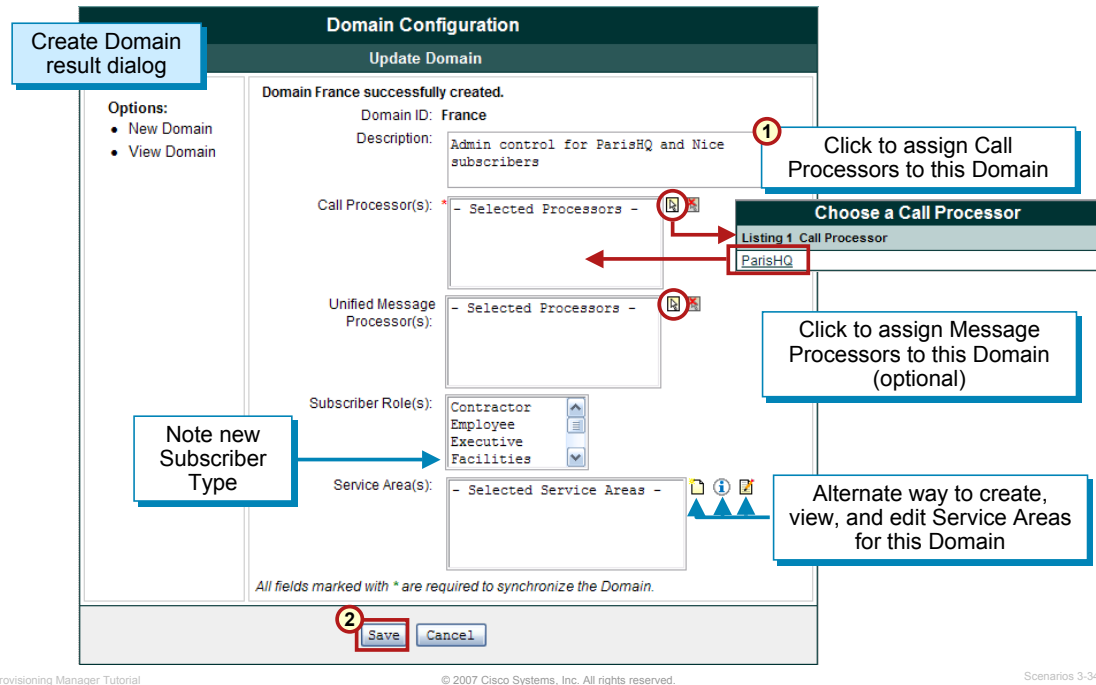 Domain Configuration
Create Domain
result dialog
Update Domain
Options:
• New Domain
• View Domain
Domain France successfully created.
Domain ID: France
Description:
Admin control for ParisHQ and Nice
subscribers
1
Click to assign Call
Processors to this Domain
Call Processor(s): *
- Selected Processors -
Choose a Call Processor
Listing 1 Call Processor
ParisHQ
Unified Message
Processor(s):
- Selected Processors -
Click to assign Message
Processors to this Domain
(optional)
Subscriber Role(s):
Contractor
Employee
Executive
Facilities
Note new
Subscriber
Type
Service Area(s):
- Selected Service Areas -
Alternate way to create,
view, and edit Service Areas
for this Domain
All fields marked with * are required to synchronize the Domain.
2
Save Cancel
rovisioning Manager Tutorial
© 2007 Cisco Systems, Inc. All rights reserved.
Scenarios 3-34